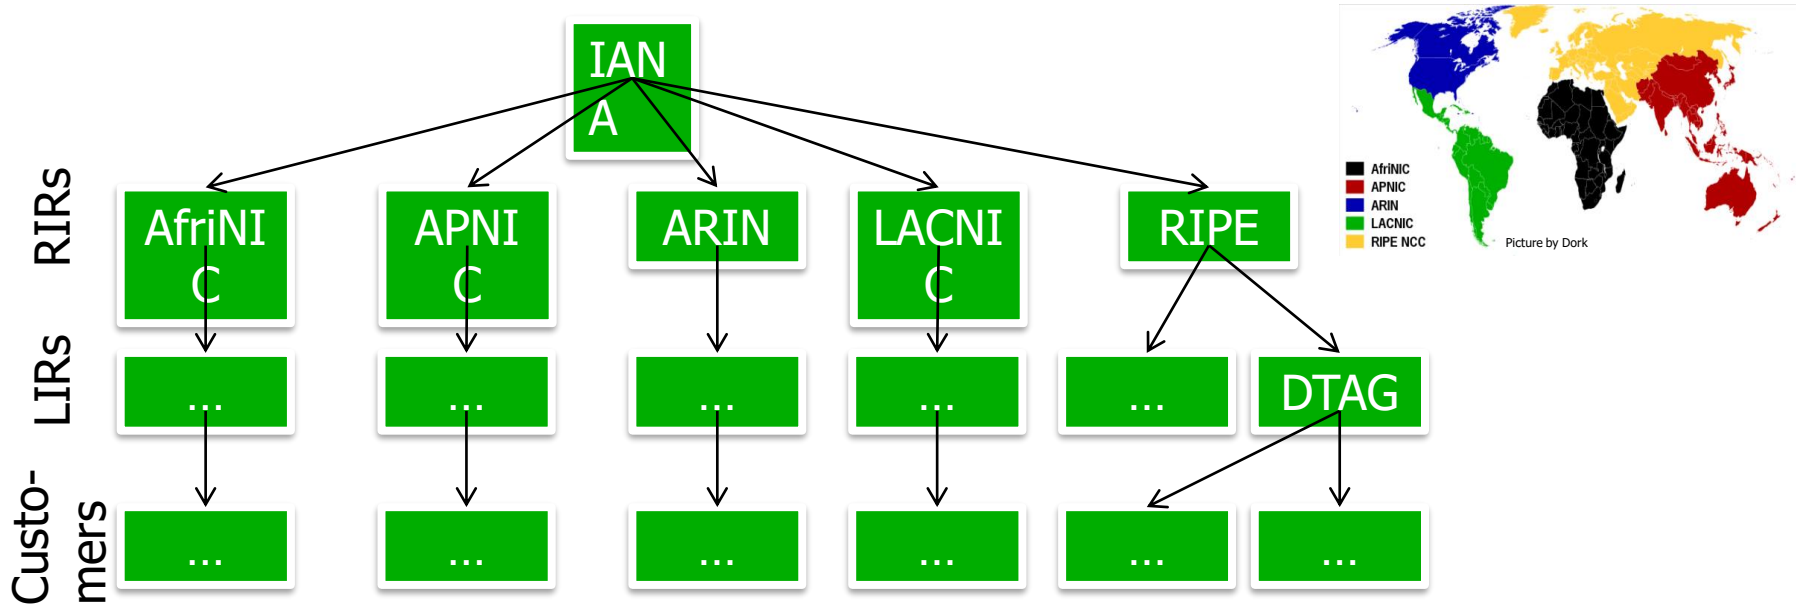 IAN
A
RIRs
AfriNI
C
APNI
C
ARIN
LACNI
C
RIPE
LIRs
...
...
...
...
...
DTAG
Custo-
mers
...
...
...
...
...
...
AfriNIC
APNIC
ARIN
LACNIC
RIPE NCC
Picture by Dork